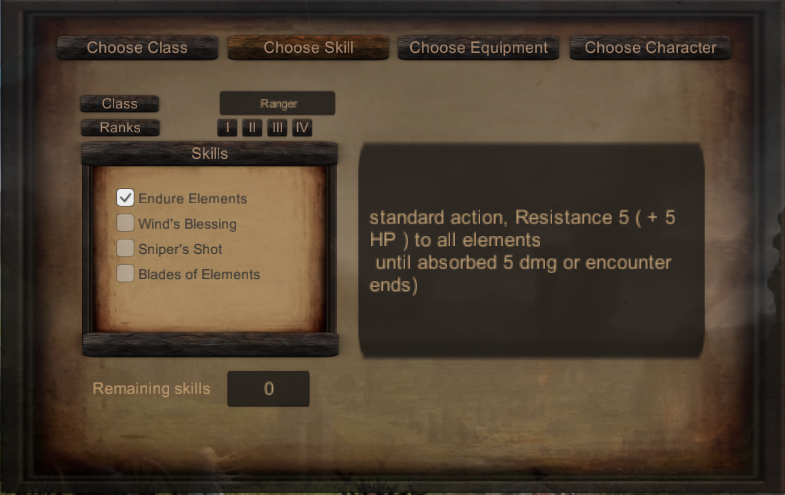 Choose Class Choose Skill Choose Equipment Choose Character
Class Ranger
Ranks I II III IV
Skills
Endure Elements
Wind's Blessing
Sniper's Shot
Blades of Elements
standard action, Resistance 5 ( + 5
HP ) to all elements
until absorbed 5 dmg or encounter
ends)
Remaining skills 0